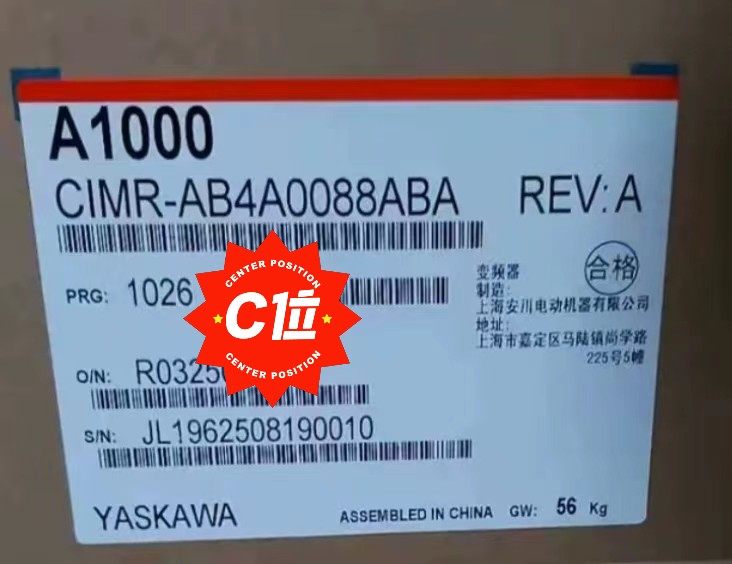 A1000
CIMR-AB4A0088ABA REV: A
PRG: 1026
变频器
合格
制造:
上海安川电动机器有限公司
地址:
上海市嘉定区马陆镇尚学路
225号5幢
CENTER POSITION
C位
CENTER POSITION
O/N: R0325
S/N: JL1962508190010
YASKAWA ASSEMBLED IN CHINA GW: 56 Kg